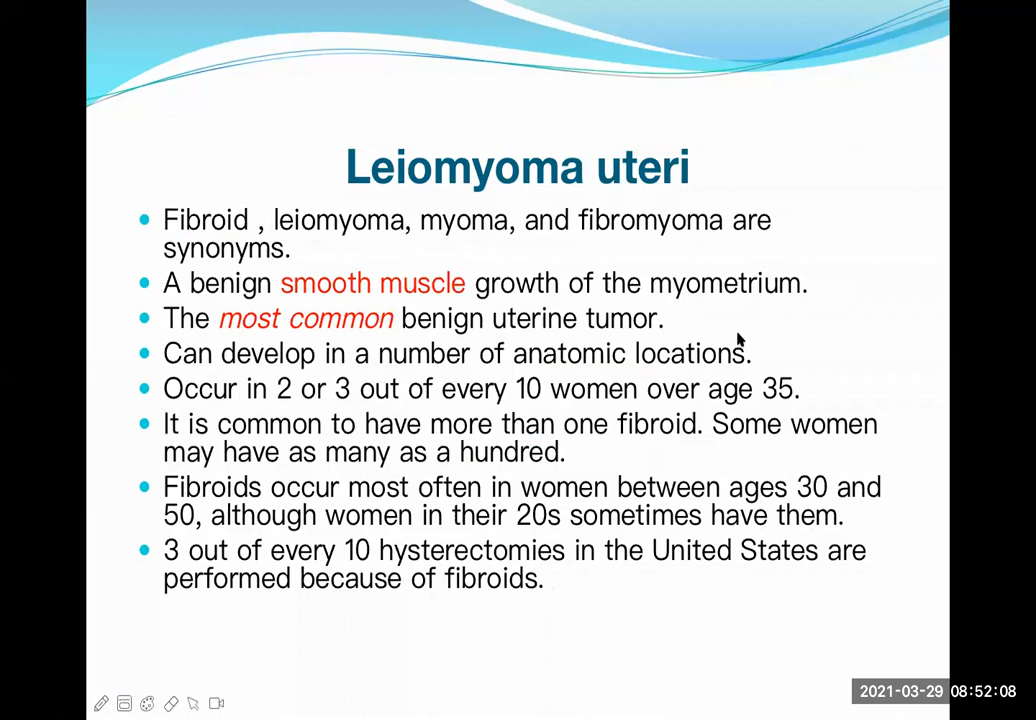 Leiomyoma uteri
• Fibroid , leiomyoma, myoma, and fibromyoma are
synonyms.
• A benign smooth muscle growth of the myometrium.
• The most common benign uterine tumor.
• Can develop in a number of anatomic locations.
• Occur in 2 or 3 out of every 10 women over age 35.
• It is common to have more than one fibroid. Some women
may have as many as a hundred.
• Fibroids occur most often in women between ages 30 and
50, although women in their 20s sometimes have them.
• 3 out of every 10 hysterectomies in the United States are
performed because of fibroids.
2021-03-29 08:52:08